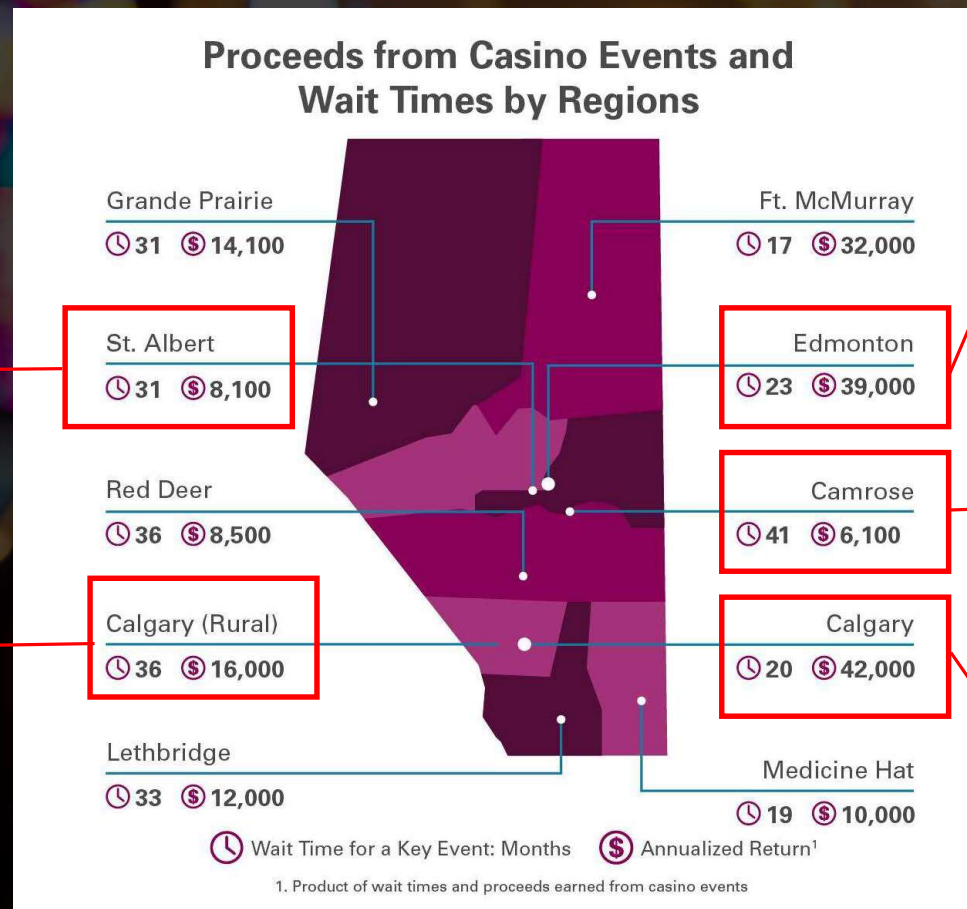 Proceeds from Casino Events and
Wait Times by Regions
Grande Prairie
31 $ 14,100
Ft. McMurray
17 $ 32,000
St. Albert
31 $ 8,100
Edmonton
23 $ 39,000
Red Deer
36 $ 8,500
Camrose
41 $ 6,100
Calgary (Rural)
36 $ 16,000
Calgary
20 $ 42,000
Lethbridge
33 $ 12,000
Medicine Hat
19 $ 10,000
Wait Time for a Key Event: Months $ Annualized Return¹
1. Product of wait times and proceeds earned from casino events